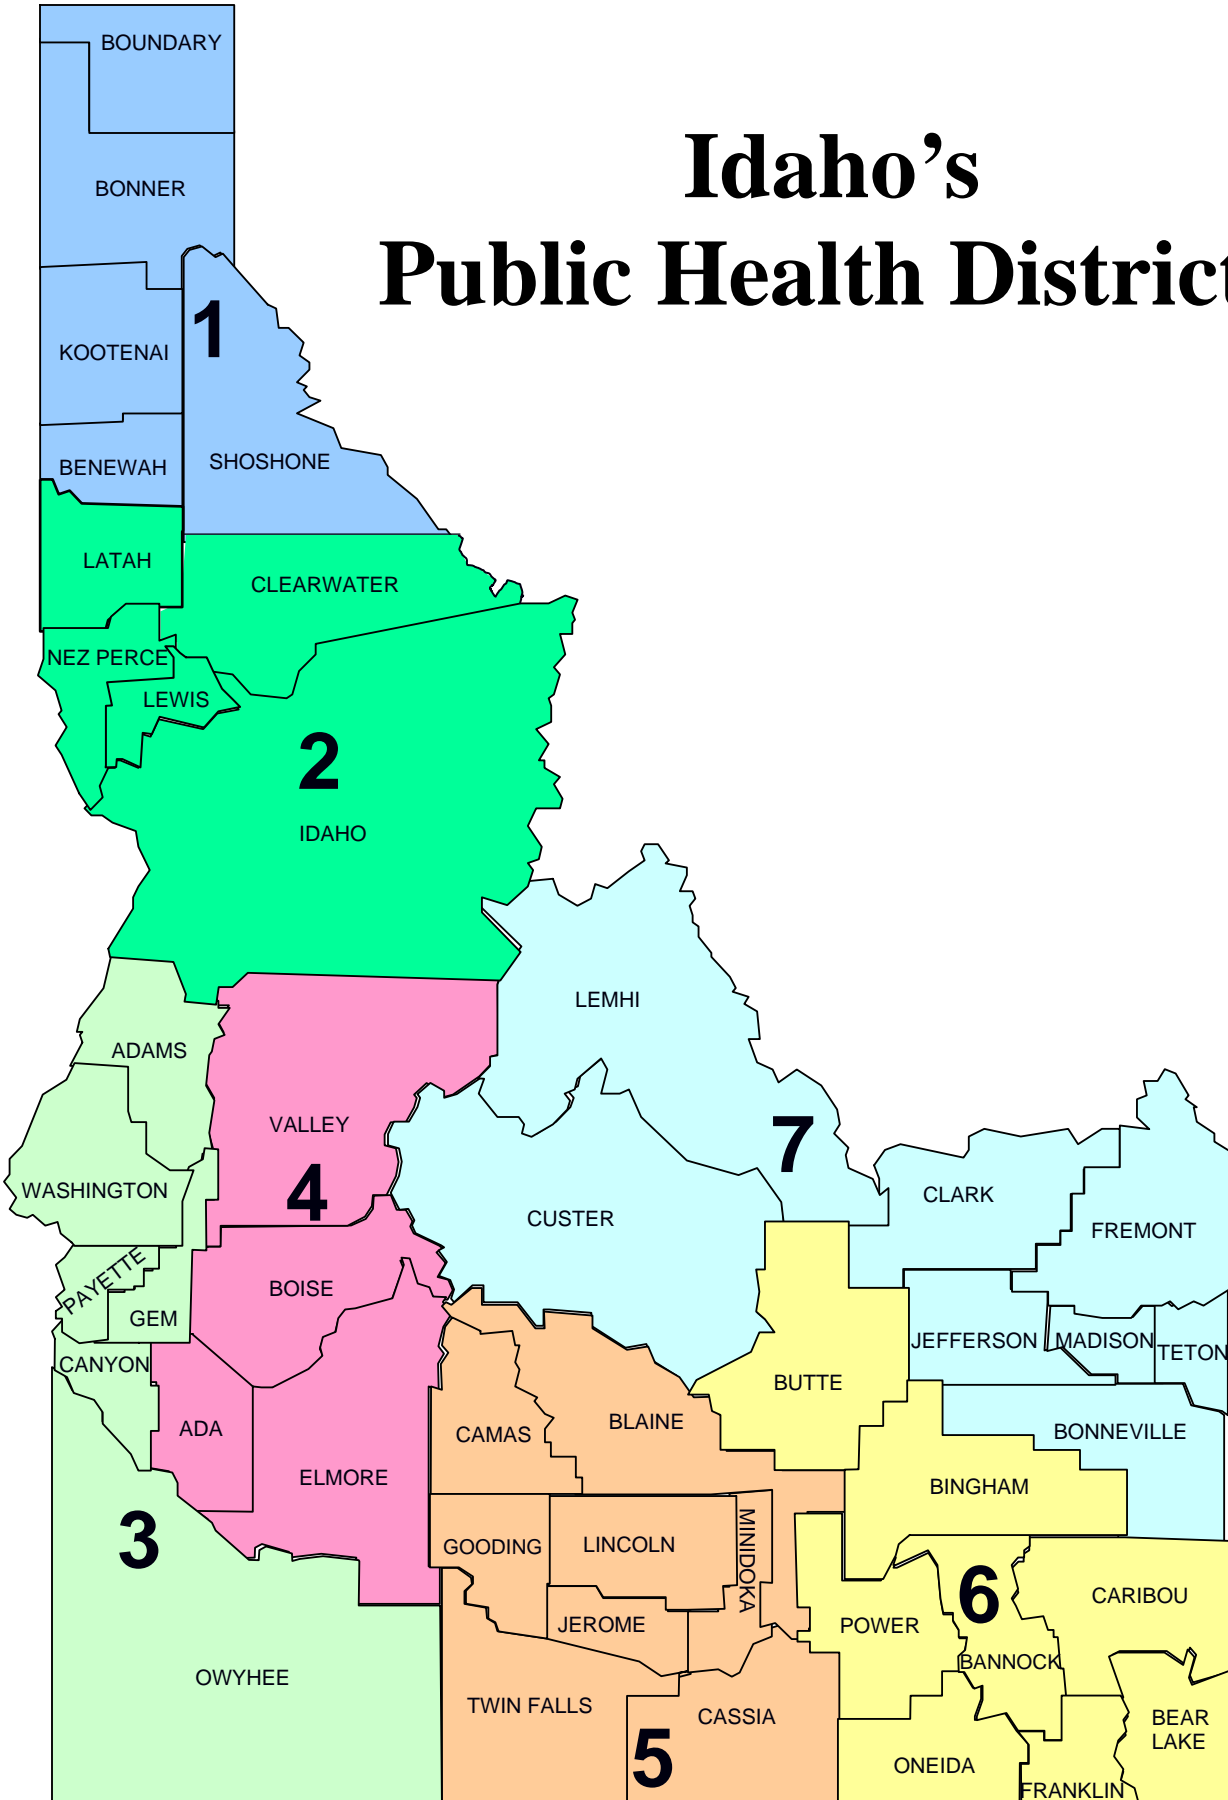 BOUNDARY
Idaho’s
BONNER
Public Health District
1
KOOTENAI
BENEWAH
SHOSHONE
LATAH
CLEARWATER
NEZ PERCE
LEWIS
2
IDAHO
LEMHI
ADAMS
VALLEY
7
WASHINGTON
4
CUSTER
CLARK
FREMONT
PAYETTE
BOISE
GEM
JEFFERSON
MADISON
TETON
CANYON
BUTTE
ADA
CAMAS
BLAINE
BONNEVILLE
ELMORE
BINGHAM
3
GOODING
LINCOLN
MINIDOKA
6
CARIBOU
JEROME
POWER
BANNOCK
OWYHEE
TWIN FALLS
CASSIA
BEAR
LAKE
5
ONEIDA
FRANKLIN